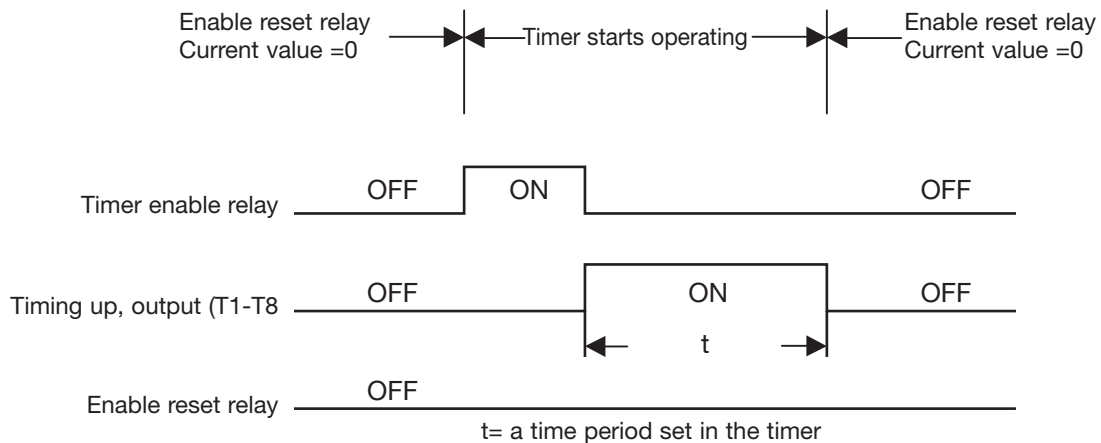 Enable reset relay
Current value =0
Timer starts operating
Enable reset relay
Current value =0
Timer enable relay
OFF
ON
OFF
Timing up, output (T1-T8
OFF
ON
OFF
t
Enable reset relay
OFF
t= a time period set in the timer